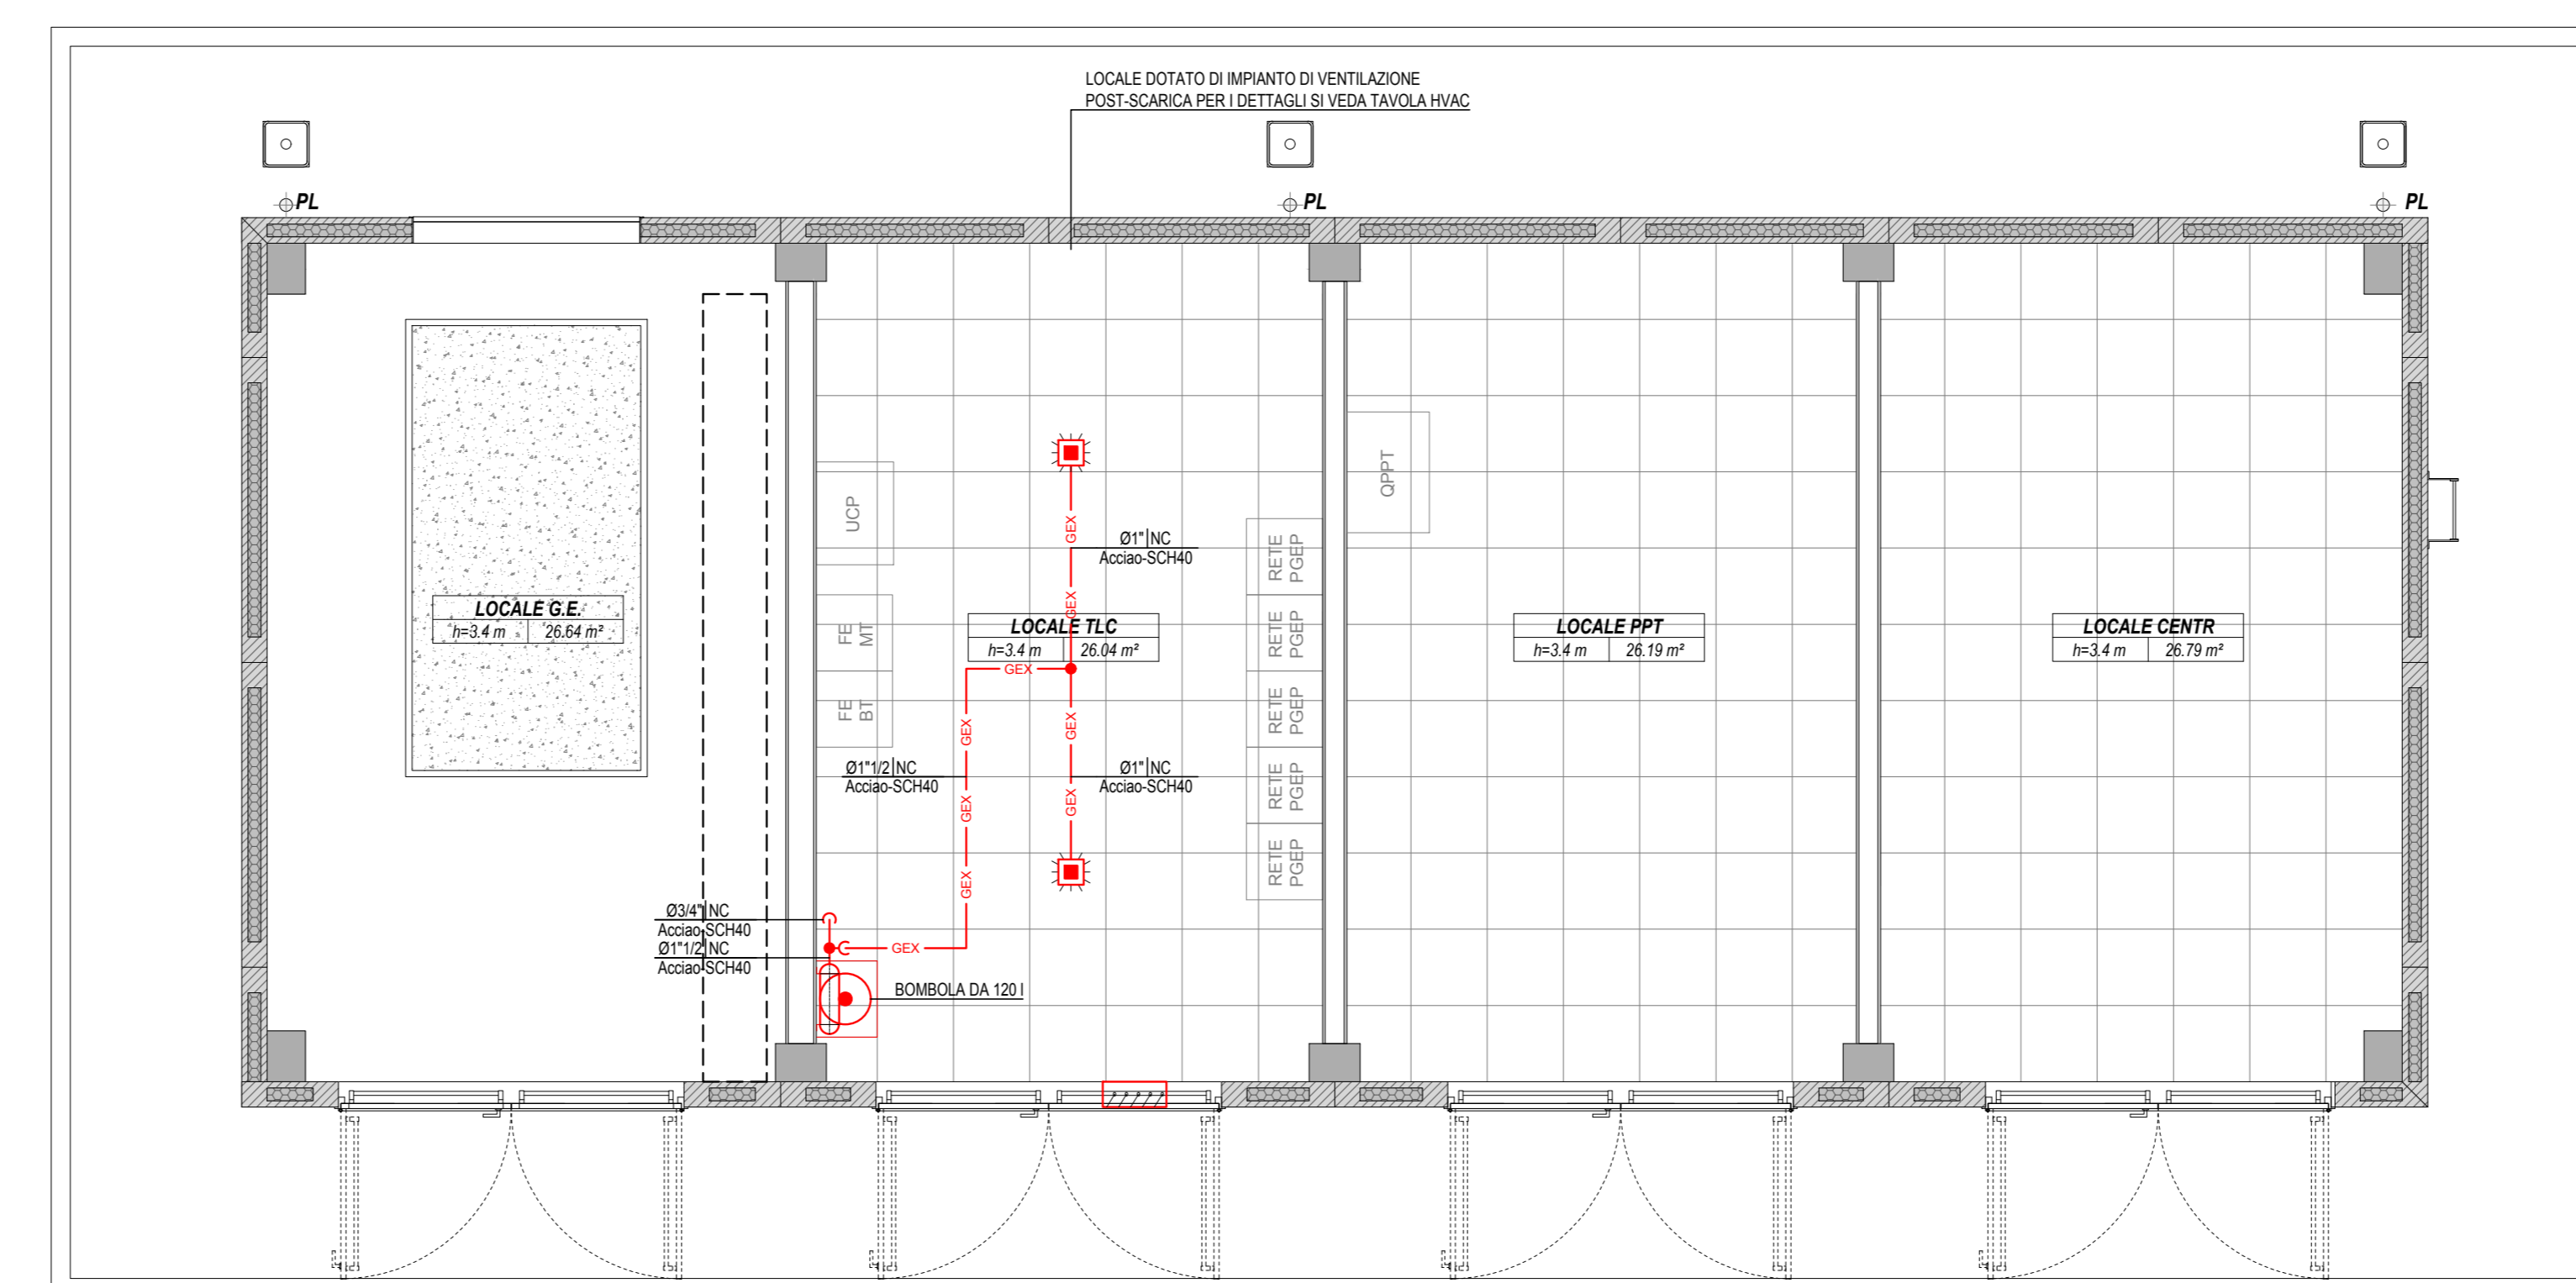 LOCALE DOTATO DI IMPIANTO DI VENTILAZIONE
POST-SCARICA PER I DETTAGLI SI VEDA TAVOLA HVAC
PL
PL
PL
UCP
QPPT
GEX
Ø1" NC
Acciao-SCH40
RETE
PGEP
GEX
LOCALE G.E.
h=3.4 m 26.64 m²
FE
MT
LOCALE TLC
h=3.4 m 26.04 m²
RETE
PGEP
LOCALE PPT
h=3.4 m 26.19 m²
LOCALE CENTR
h=3.4 m 26.79 m²
GEX
FE
BT
GEX
GEX
RETE
PGEP
Ø1"1/2 NC
Acciao-SCH40
Ø1" NC
Acciao-SCH40
GEX
GEX
RETE
PGEP
GEX
RETE
PGEP
Ø3/4" NC
Acciao-SCH40
Ø1"1/2 NC
Acciao-SCH40
GEX
BOMBOLA DA 120 l